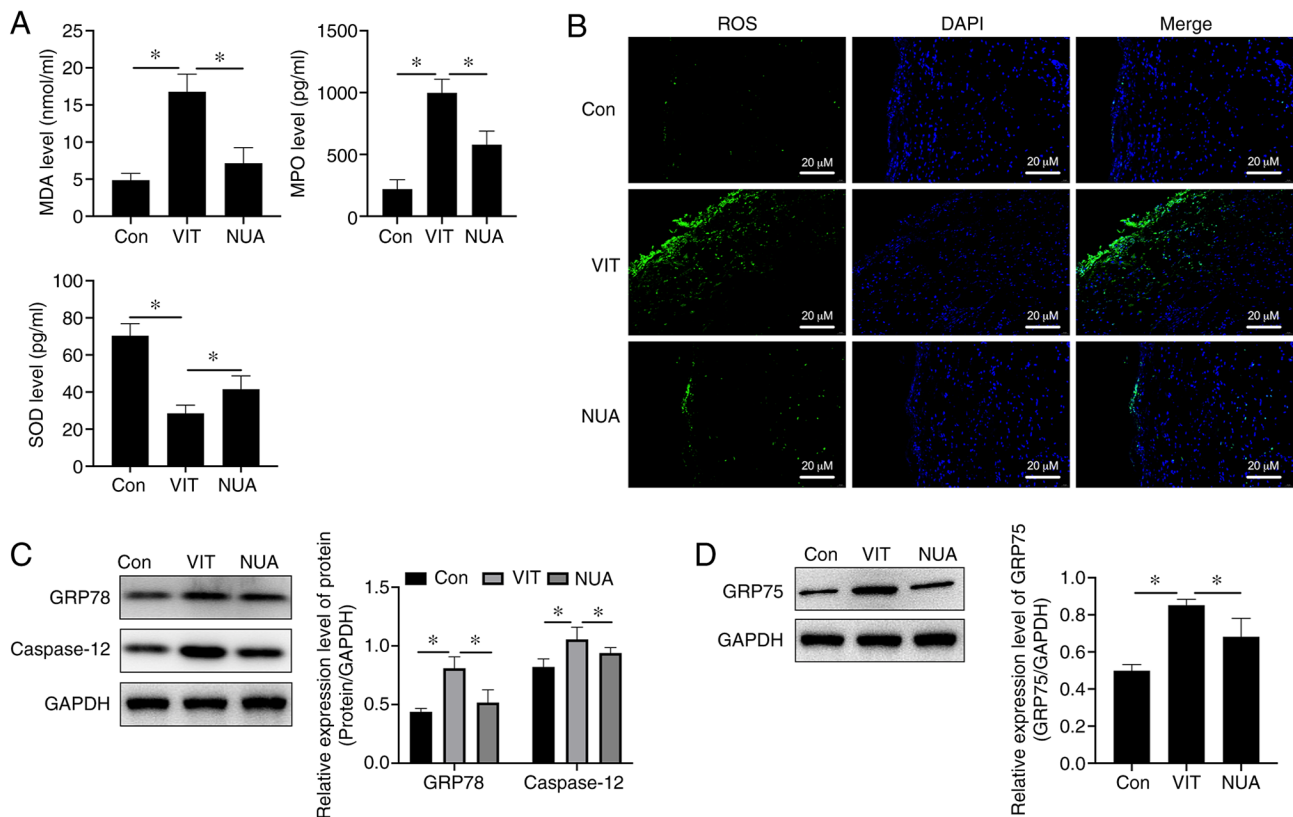 A
MDA level (nmol/ml)
25
20
15
10
5
0
Con VIT NUA
*
*
MPO level (pg/ml)
1500
1000
500
0
Con VIT NUA
*
*
SOD level (pg/ml)
100
80
60
40
20
0
Con VIT NUA
*
*
B
ROS DAPI Merge
Con
20 μM 20 μM 20 μM
VIT
20 μM 20 μM 20 μM
NUA
20 μM 20 μM 20 μM
C
Con VIT NUA
GRP78
Caspase-12
GAPDH
Relative expression level of protein
(Protein/GAPDH)
1.5
1.0
0.5
0.0
Con VIT NUA
* * * *
GRP78 Caspase-12
D
Con VIT NUA
GRP75
GAPDH
Relative expression level of GRP75
(GRP75/GAPDH)
1.0
0.8
0.6
0.4
0.2
0.0
* *
Con VIT NUA